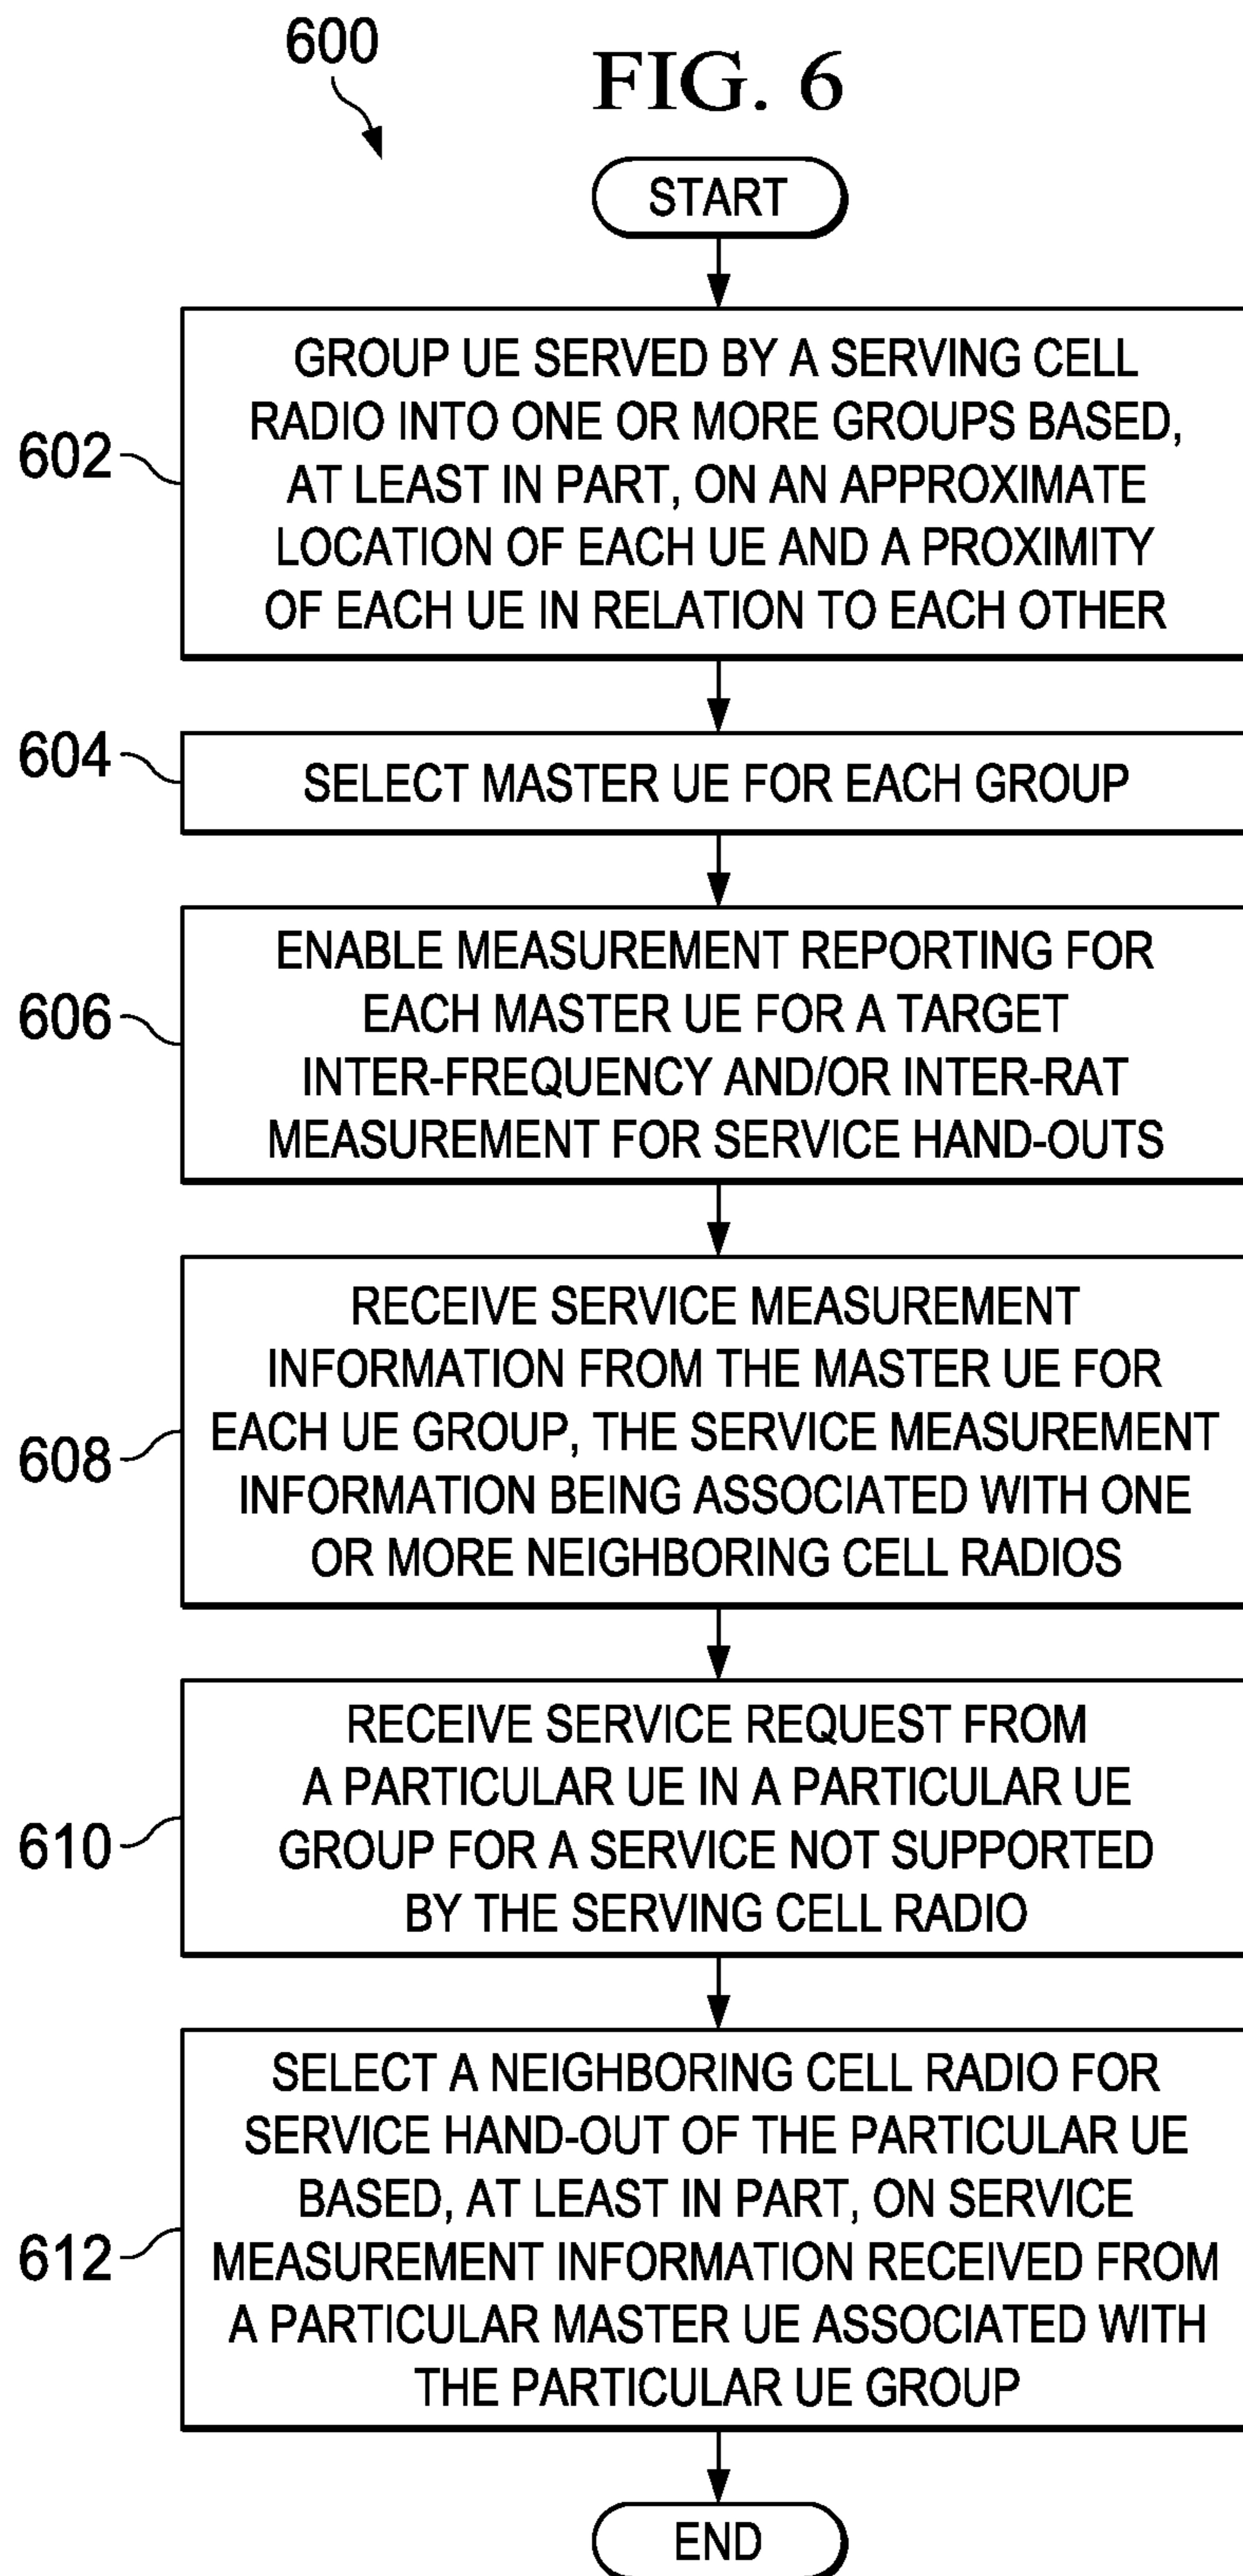 600
FIG. 6
START
602
GROUP UE SERVED BY A SERVING CELL
RADIO INTO ONE OR MORE GROUPS BASED,
AT LEAST IN PART, ON AN APPROXIMATE
LOCATION OF EACH UE AND A PROXIMITY
OF EACH UE IN RELATION TO EACH OTHER
604
SELECT MASTER UE FOR EACH GROUP
606
ENABLE MEASUREMENT REPORTING FOR
EACH MASTER UE FOR A TARGET
INTER-FREQUENCY AND/OR INTER-RAT
MEASUREMENT FOR SERVICE HAND-OUTS
608
RECEIVE SERVICE MEASUREMENT
INFORMATION FROM THE MASTER UE FOR
EACH UE GROUP, THE SERVICE MEASUREMENT
INFORMATION BEING ASSOCIATED WITH ONE
OR MORE NEIGHBORING CELL RADIOS
610
RECEIVE SERVICE REQUEST FROM
A PARTICULAR UE IN A PARTICULAR UE
GROUP FOR A SERVICE NOT SUPPORTED
BY THE SERVING CELL RADIO
612
SELECT A NEIGHBORING CELL RADIO FOR
SERVICE HAND-OUT OF THE PARTICULAR UE
BASED, AT LEAST IN PART, ON SERVICE
MEASUREMENT INFORMATION RECEIVED FROM
A PARTICULAR MASTER UE ASSOCIATED WITH
THE PARTICULAR UE GROUP
END